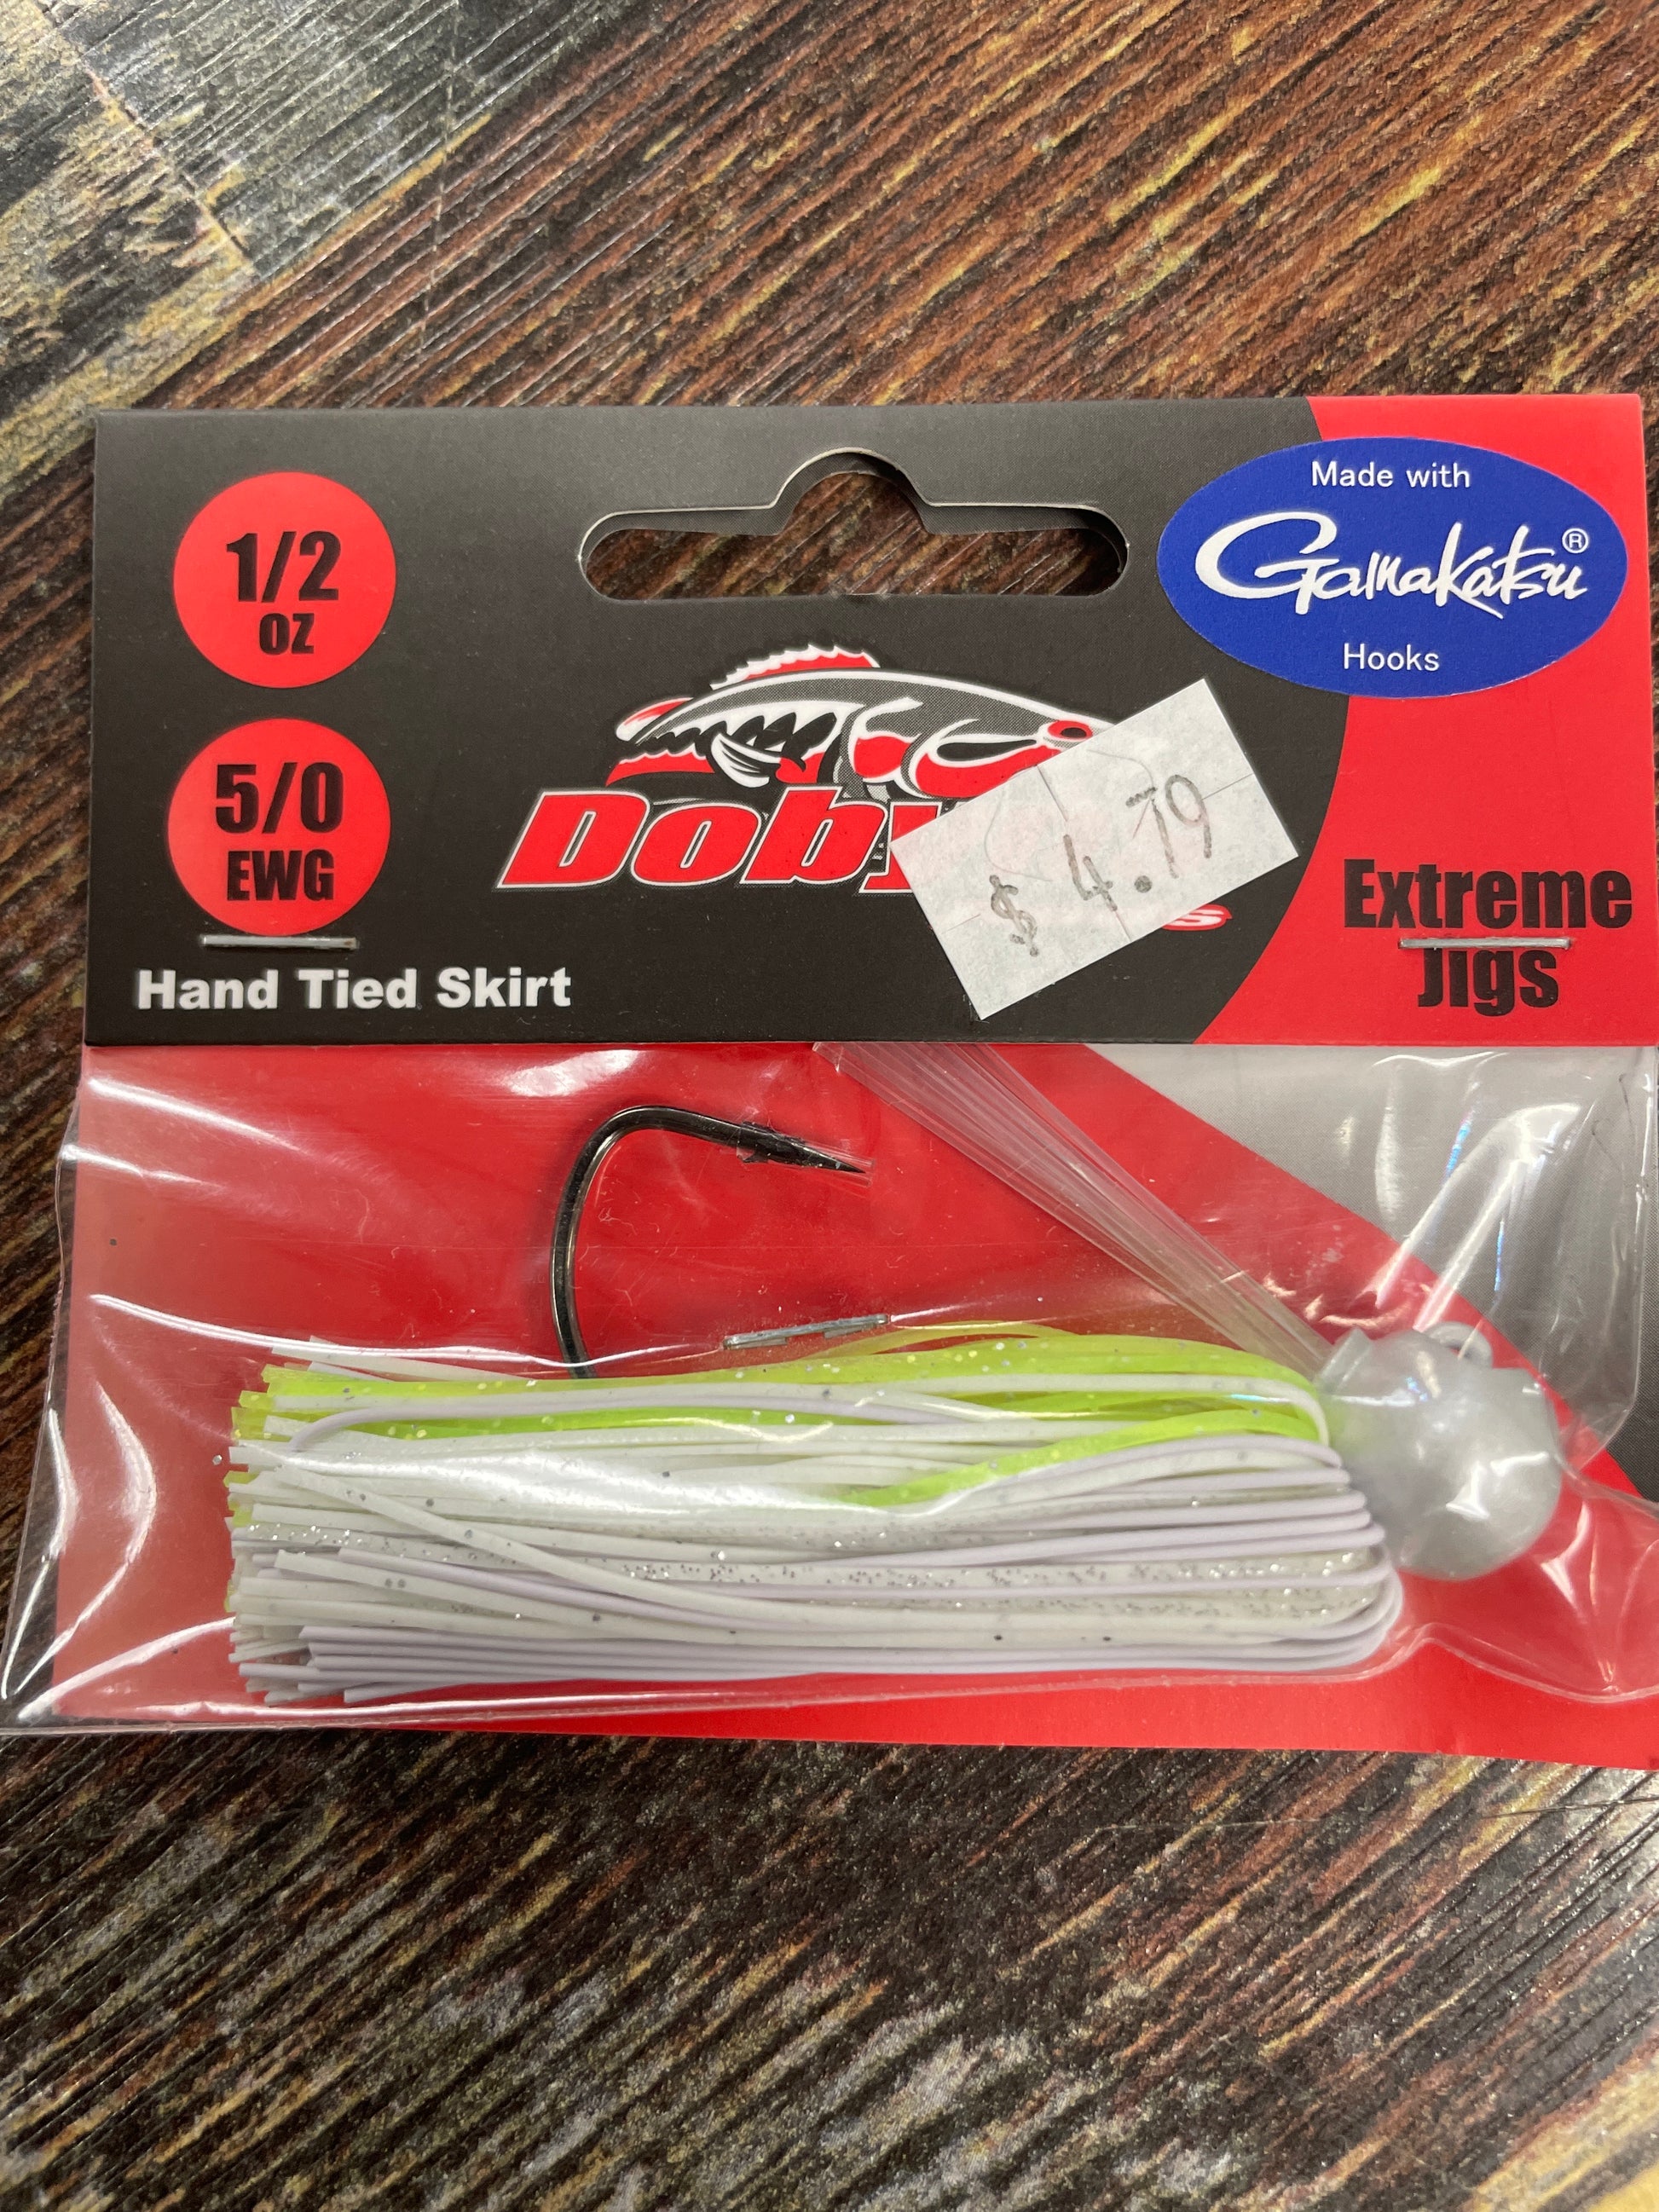 Made with
Gamakatsu®
Hooks
1/2
OZ
5/0
EWG
$ 4.79
Extreme
Jigs
Hand Tied Skirt